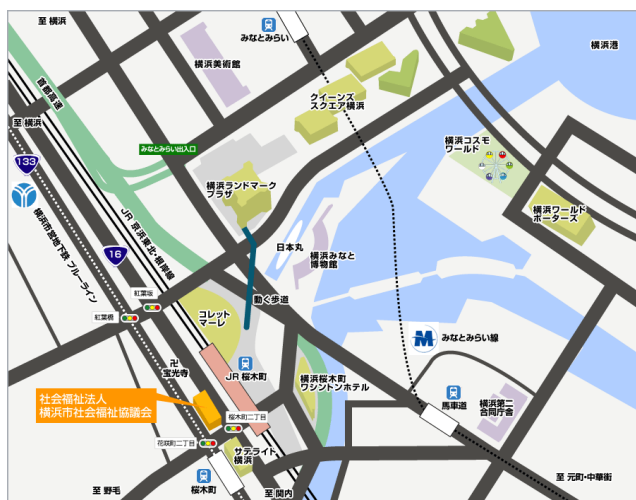 至 横浜
みなとみらい
横浜港
横浜美術館
首都高速
クイーンズ
スクエア横浜
至 横浜
みなとみらい出入口
横浜コスモ
ワールド
133
横浜ランドマーク
プラザ
横浜ワールド
ポーターズ
横浜市営地下鉄 ブルーライン
JR 京浜東北・根岸線
16
日本丸
横浜みなと
博物館
紅葉坂
動く歩道
紅葉橋
コレット
マーレ
M
みなとみらい線
卍
宝光寺
JR 桜木町
横浜桜木町
ワシントンホテル
馬車道
横浜第二
合同庁舎
社会福祉法人
横浜市社会福祉協議会
桜木町二丁目
花咲町二丁目
サテライト
横浜
至 野毛
桜木町
至 関内
至 元町・中華街